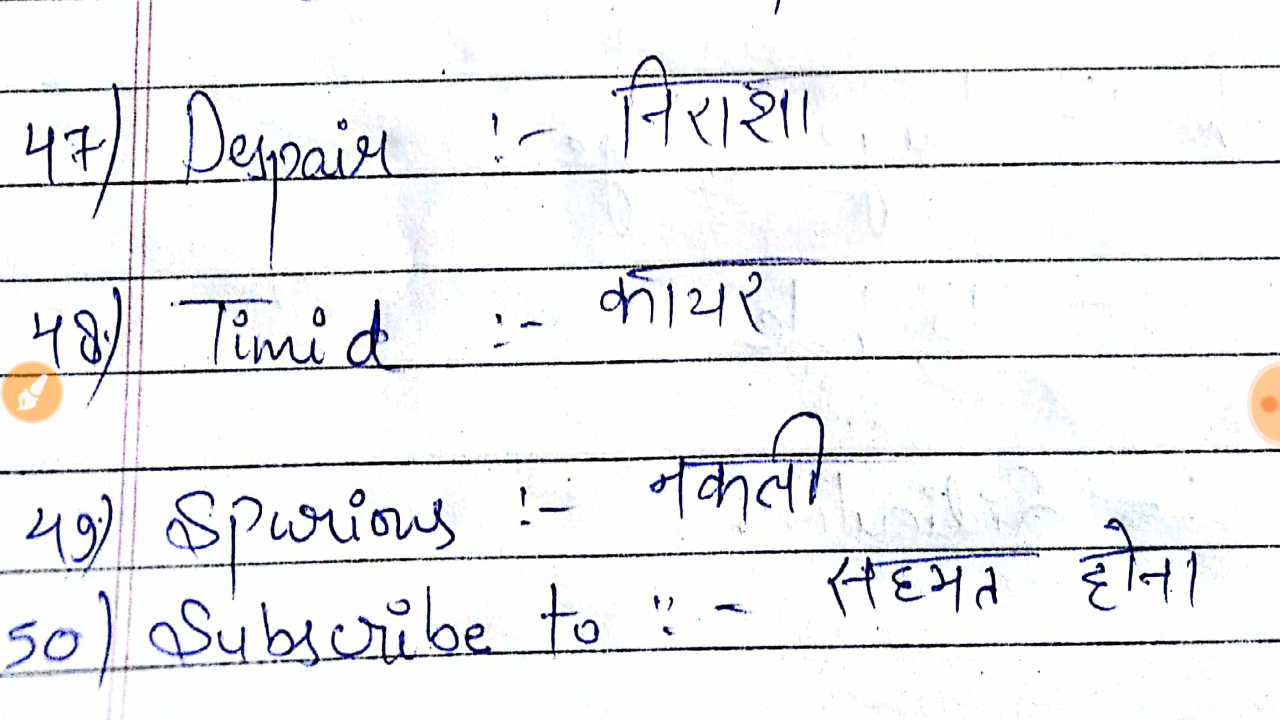 47) Despair :- निराशा
48.) Timid :- कायर
49) Spurious :- नकली
50) Subscribe to :- सहमत होना